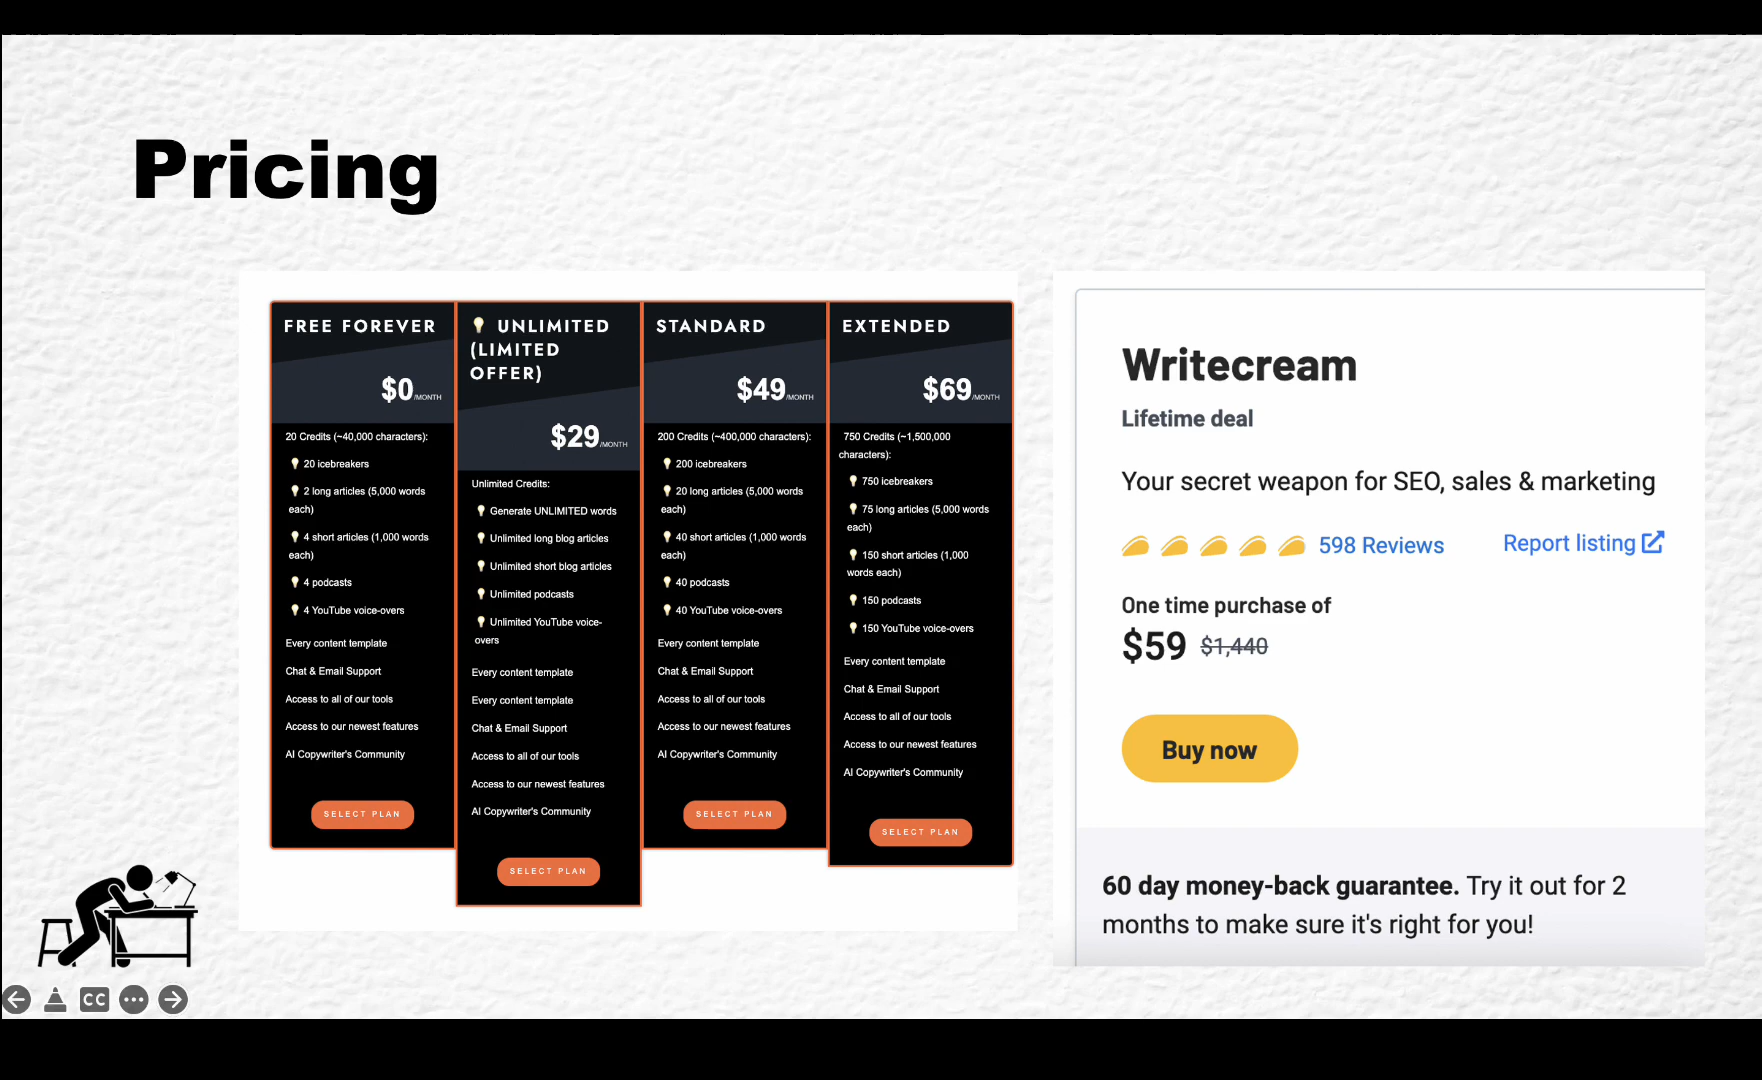 Pricing
FREE FOREVER
$0/MONTH
20 Credits (~40,000 characters):
20 icebreakers
2 long articles (5,000 words
each)
4 short articles (1,000 words
each)
4 podcasts
4 YouTube voice-overs
Every content template
Chat & Email Support
Access to all of our tools
Access to our newest features
AI Copywriter's Community
SELECT PLAN
UNLIMITED
(LIMITED
OFFER)
$29/MONTH
Unlimited Credits:
Generate UNLIMITED words
Unlimited long blog articles
Unlimited short blog articles
Unlimited podcasts
Unlimited YouTube voice-
overs
Every content template
Every content template
Chat & Email Support
Access to all of our tools
Access to our newest features
AI Copywriter's Community
SELECT PLAN
STANDARD
$49/MONTH
200 Credits (~400,000 characters):
200 icebreakers
20 long articles (5,000 words
each)
40 short articles (1,000 words
each)
40 podcasts
40 YouTube voice-overs
Every content template
Chat & Email Support
Access to all of our tools
Access to our newest features
AI Copywriter's Community
SELECT PLAN
EXTENDED
$69/MONTH
750 Credits (~1,500,000
characters):
750 icebreakers
75 long articles (5,000 words
each)
150 short articles (1,000
words each)
150 podcasts
150 YouTube voice-overs
Every content template
Chat & Email Support
Access to all of our tools
Access to our newest features
AI Copywriter's Community
SELECT PLAN
Writecream
Lifetime deal
Your secret weapon for SEO, sales & marketing
598 Reviews
Report listing
One time purchase of
$59 $1,440
Buy now
60 day money-back guarantee. Try it out for 2
months to make sure it's right for you!
CC